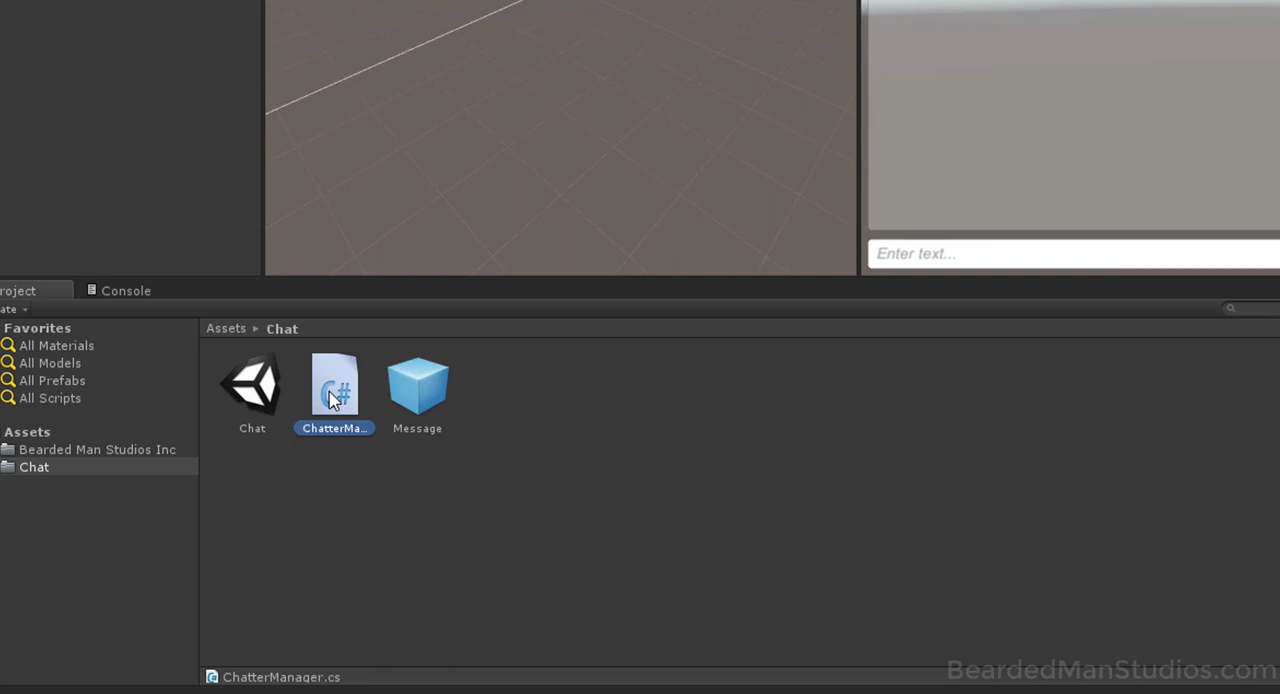 Enter text...
roject
Console
ate
Favorites
All Materials
All Models
All Prefabs
All Scripts
Assets
Bearded Man Studios Inc
Chat
Assets ▸ Chat
C#
Chat
ChatterMa...
Message
ChatterManager.cs
BeardedManStudios.com